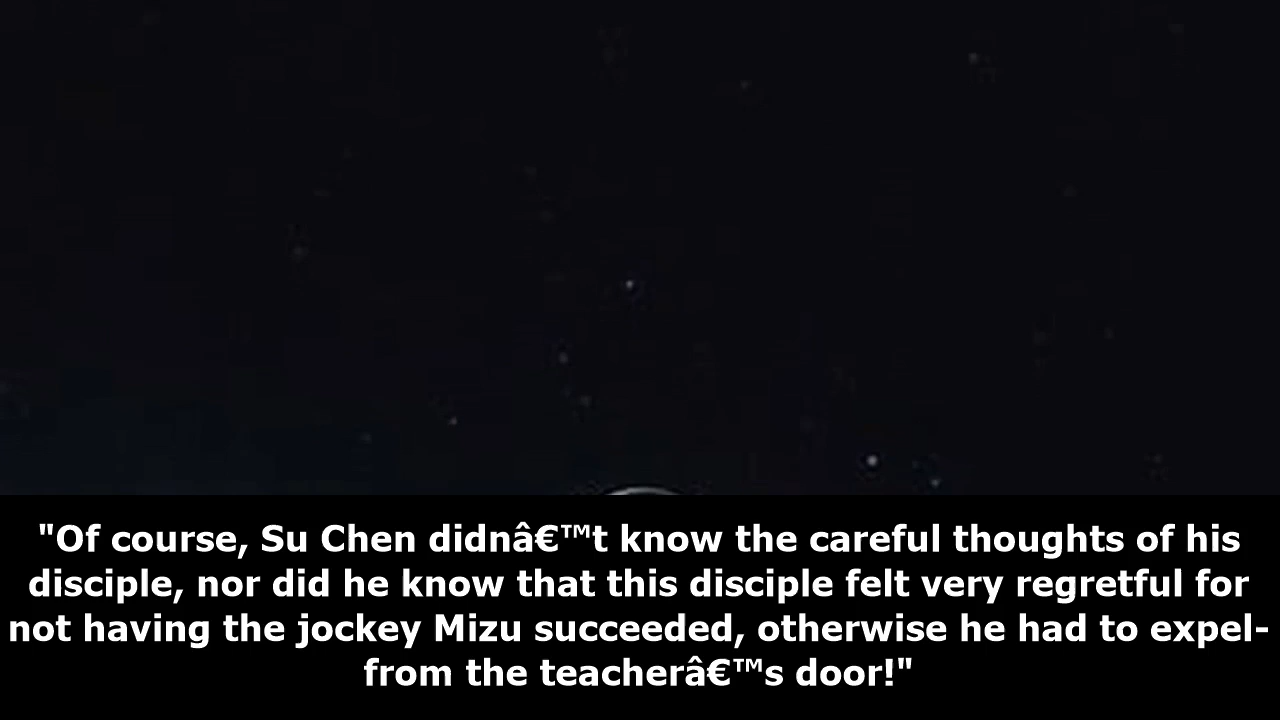 "Of course, Su Chen didnâ€™t know the careful thoughts of his
disciple, nor did he know that this disciple felt very regretful for
not having the jockey Mizu succeeded, otherwise he had to expel-
from the teacherâ€™s door!"